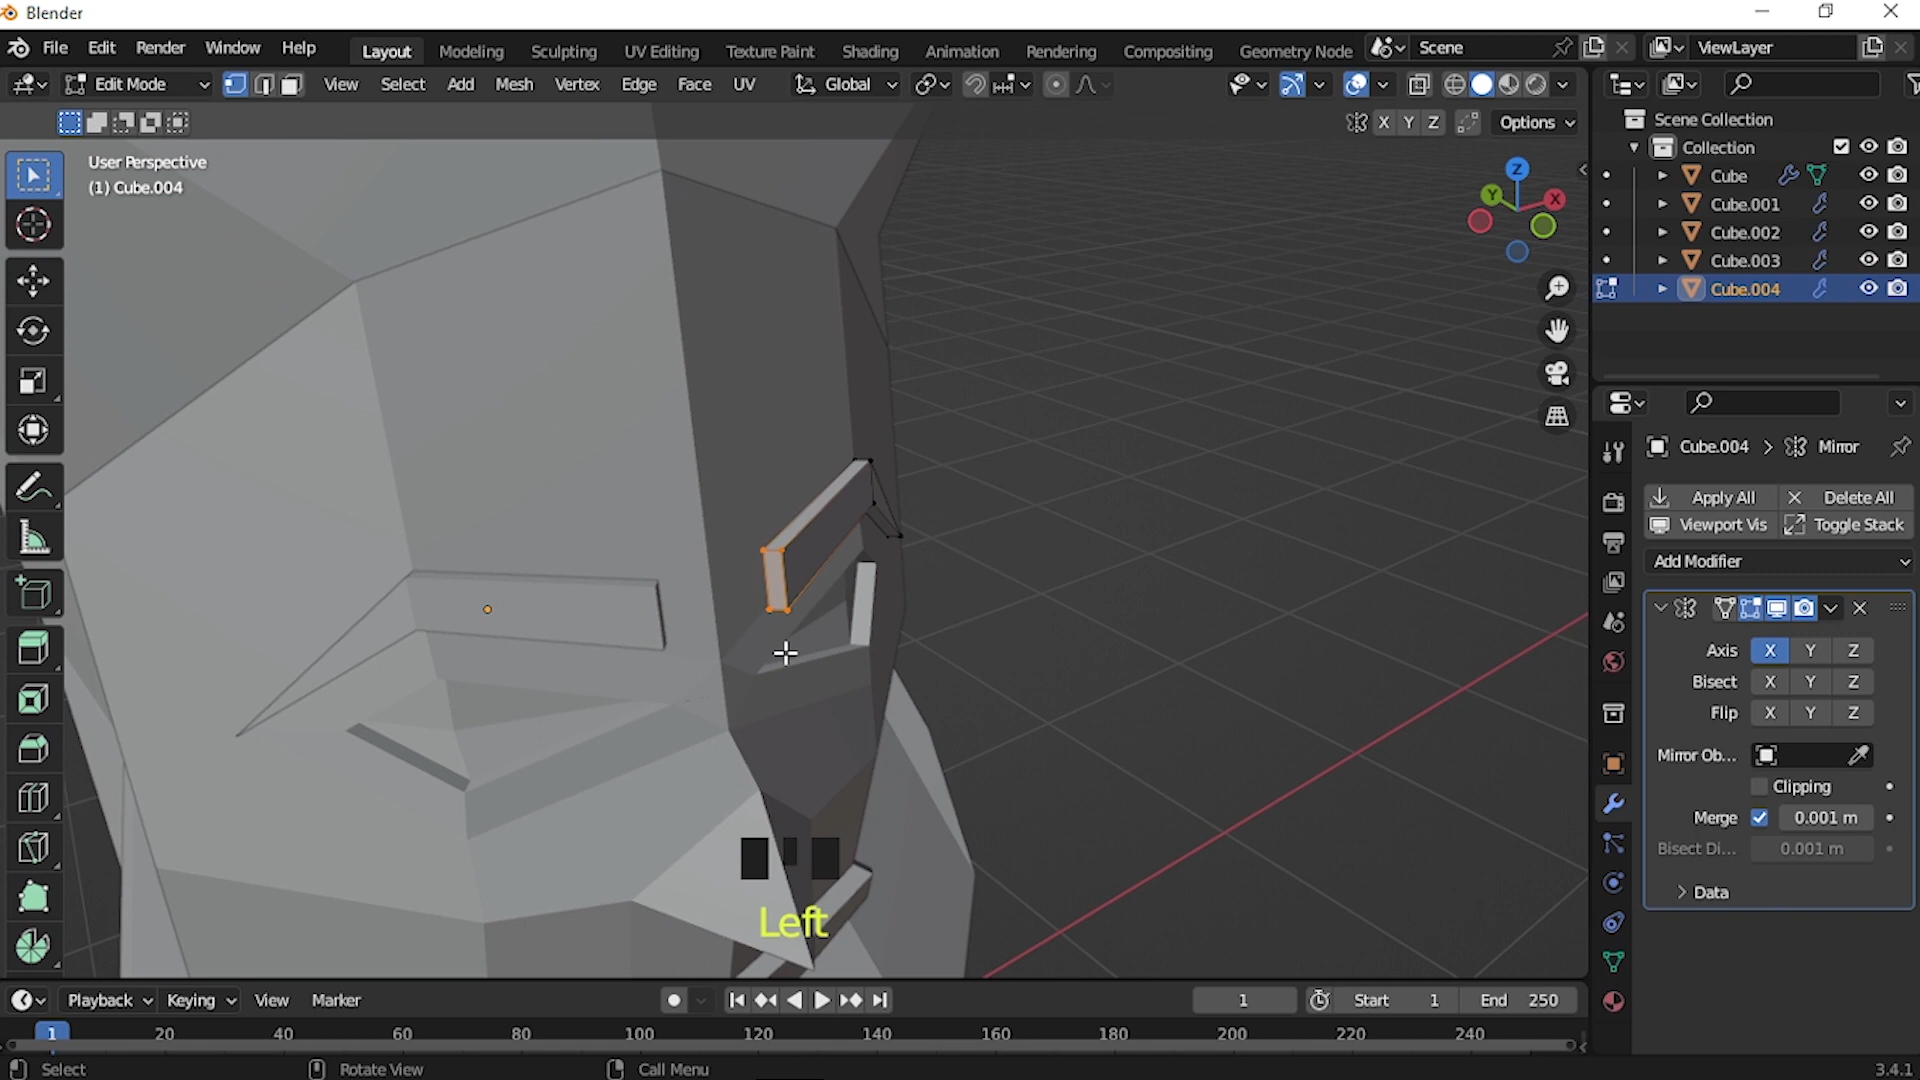 Blender
File Edit Render Window Help Layout Modeling Sculpting UV Editing Texture Paint Shading Animation Rendering Compositing Geometry Node Scene ViewLayer
Edit Mode View Select Add Mesh Vertex Edge Face UV Global
X Y Z Options
User Perspective
(1) Cube.004
Z
Y X
Scene Collection
Collection
Cube
Cube.001
Cube.002
Cube.003
Cube.004
Cube.004 > Mirror
Apply All Delete All
Viewport Vis Toggle Stack
Add Modifier
Axis X Y Z
Bisect X Y Z
Flip X Y Z
Mirror Ob...
Clipping
Merge 0.001 m
Bisect Di... 0.001 m
Data
Left
Playback Keying View Marker 1 Start 1 End 250
1 20 40 60 80 100 120 140 160 180 200 220 240
Select Rotate View Call Menu 3.4.1